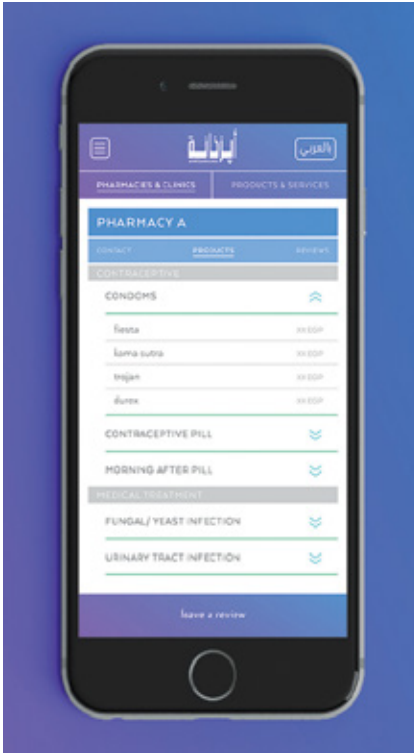 أجزخانة
بالعربي
PHARMACIES & CLINICS PRODUCTS & SERVICES
PHARMACY A
CONTACT PRODUCTS REVIEWS
CONTRACEPTIVE
CONDOMS
fiesta XX EGP
kama sutra XX EGP
trojan XX EGP
durex XX EGP
CONTRACEPTIVE PILL
MORNING AFTER PILL
MEDICAL TREATMENT
FUNGAL/ YEAST INFECTION
URINARY TRACT INFECTION
leave a review